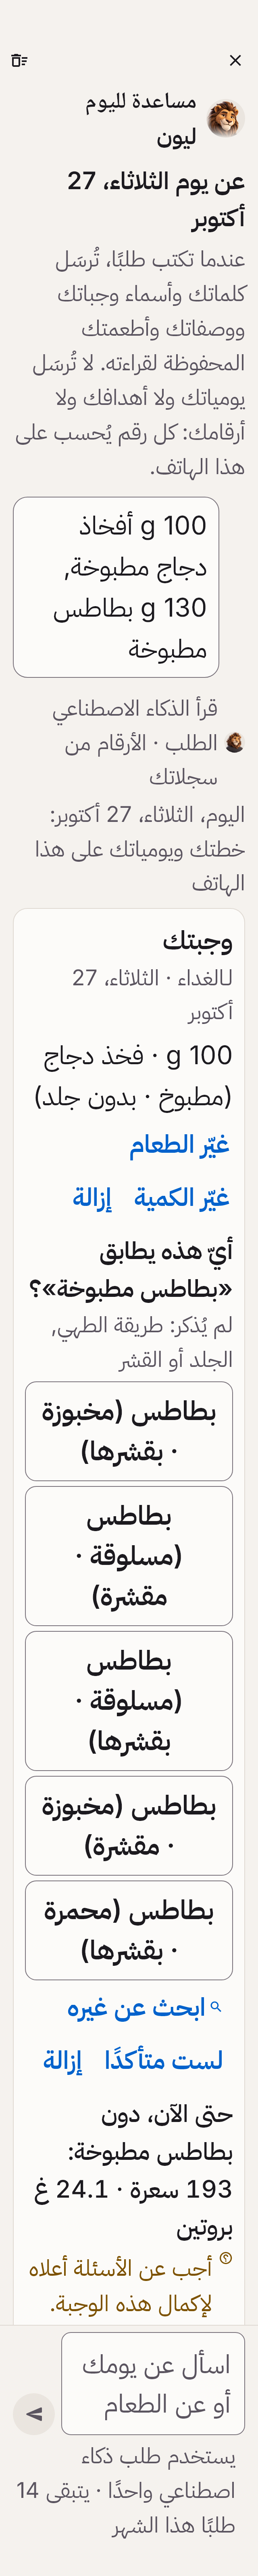 مساعدة لليوم
ليون
عن يوم الثلاثاء، 27
أكتوبر
عندما تكتب طلبًا، تُرسَل
كلماتك وأسماء وجباتك
ووصفاتك وأطعمتك
المحفوظة لقراءته. لا تُرسَل
يومياتك ولا أهدافك ولا
أرقامك: كل رقم يُحسب على
هذا الهاتف.
100 g أفخاذ
دجاج مطبوخة,
130 g بطاطس
مطبوخة
قرأ الذكاء الاصطناعي
الطلب · الأرقام من
سجلاتك
اليوم، الثلاثاء، 27 أكتوبر:
خطتك ويومياتك على هذا
الهاتف
وجبتك
لـالغداء · الثلاثاء، 27
أكتوبر
100 g · فخذ دجاج
(مطبوخ · بدون جلد)
غيّر الطعام
غيّر الكمية إزالة
أيّ هذه يطابق
«بطاطس مطبوخة»؟
لم يُذكر: طريقة الطهي,
الجلد أو القشر
بطاطس (مخبوزة
· بقشرها)
بطاطس
(مسلوقة ·
مقشرة)
بطاطس
(مسلوقة ·
بقشرها)
بطاطس (مخبوزة
· مقشرة)
بطاطس (محمرة
· بقشرها)
ابحث عن غيره
لست متأكدًا إزالة
حتى الآن، دون
بطاطس مطبوخة:
193 سعرة · 24.1 غ
بروتين
أجب عن الأسئلة أعلاه
لإكمال هذه الوجبة.
اسأل عن يومك
أو عن الطعام
يستخدم طلب ذكاء
اصطناعي واحدًا · يتبقى 14
طلبًا هذا الشهر